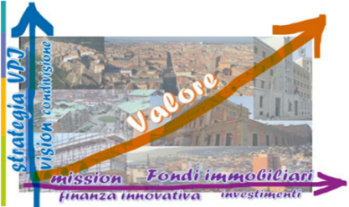 strategia VPI
vision condivisione
Valore
mission
Fondi immobiliari
finanza innovativa
investimenti